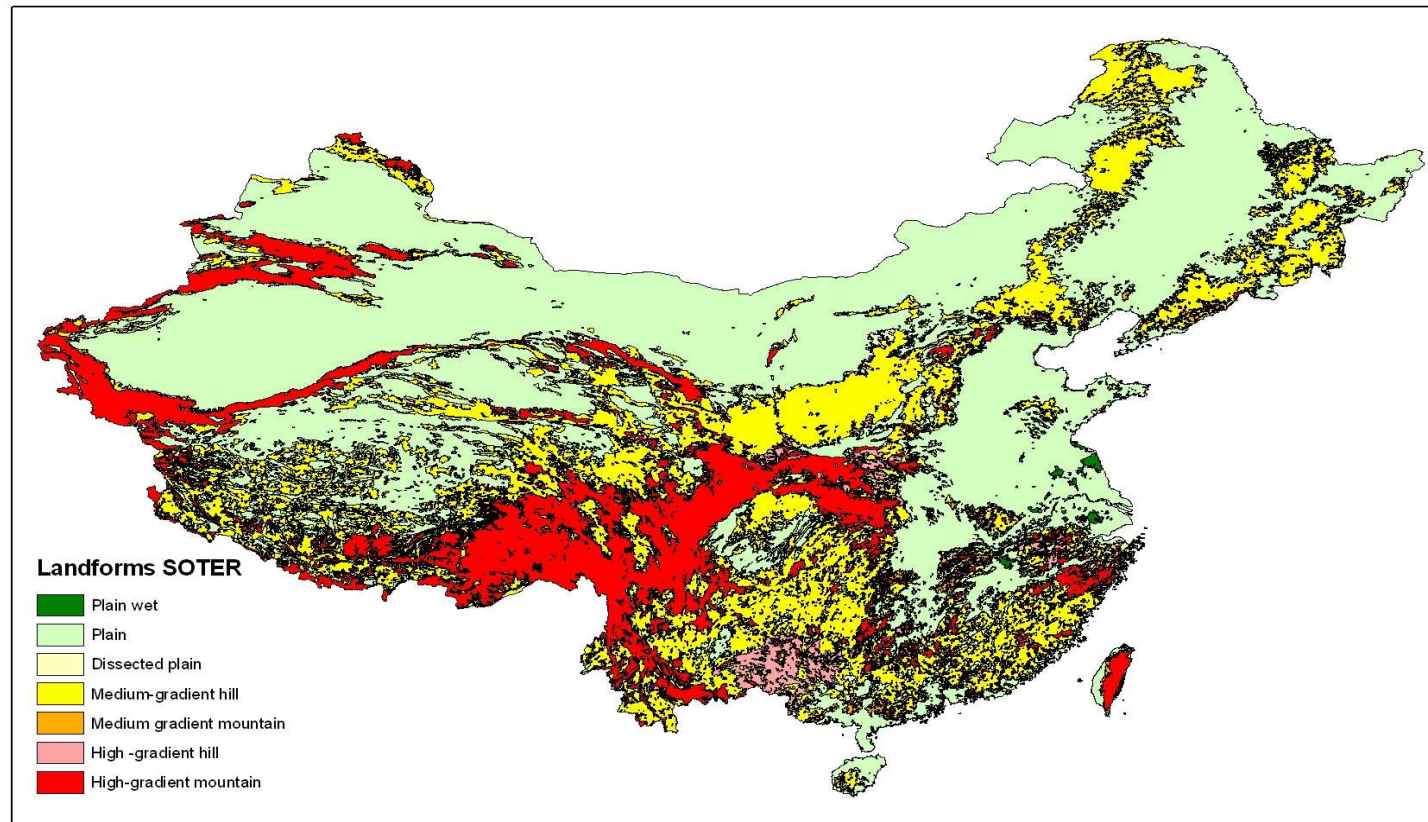 Landforms SOTER
Plain wet
Plain
Dissected plain
Medium-gradient hill
Medium gradient mountain
High -gradient hill
High-gradient mountain